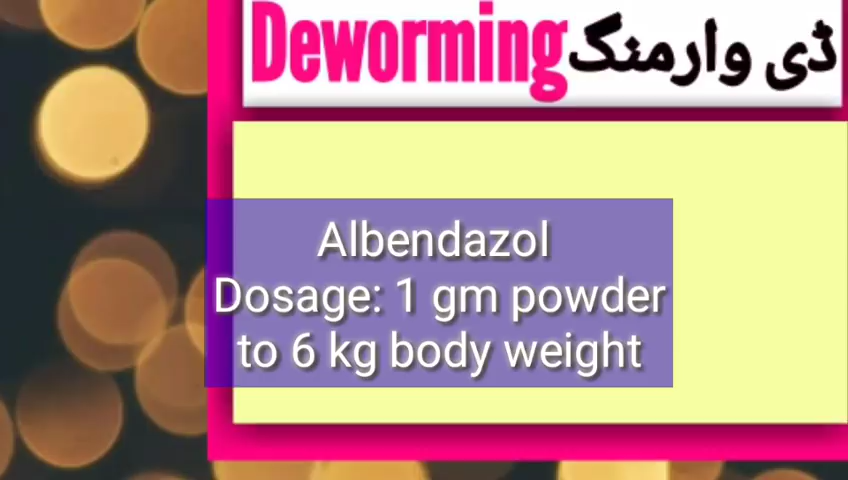 Deworming ڈی وارمنگ
Albendazol
Dosage: 1 gm powder
to 6 kg body weight